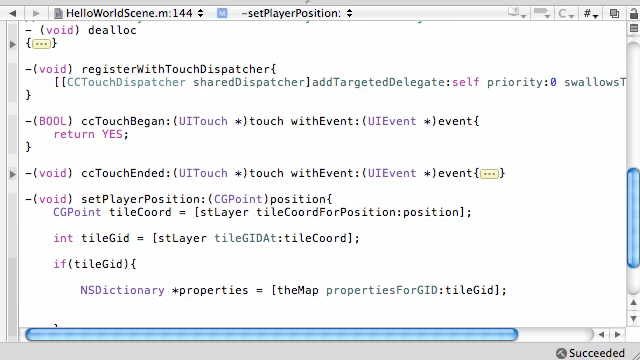 HelloWorldScene.m:144 -setPlayerPosition: C #
- (void) dealloc
{...}
-(void) registerWithTouchDispatcher{
[[CCTouchDispatcher sharedDispatcher]addTargetedDelegate:self priority:0 swallowsT
}
-(BOOL) ccTouchBegan:(UITouch *)touch withEvent:(UIEvent *)event{
return YES;
}
-(void) ccTouchEnded:(UITouch *)touch withEvent:(UIEvent *)event{...}
-(void) setPlayerPosition:(CGPoint)position{
CGPoint tileCoord = [stLayer tileCoordForPosition:position];
int tileGid = [stLayer tileGIDAt:tileCoord];
if(tileGid){
NSDictionary *properties = [theMap propertiesForGID:tileGid];
}
Succeeded